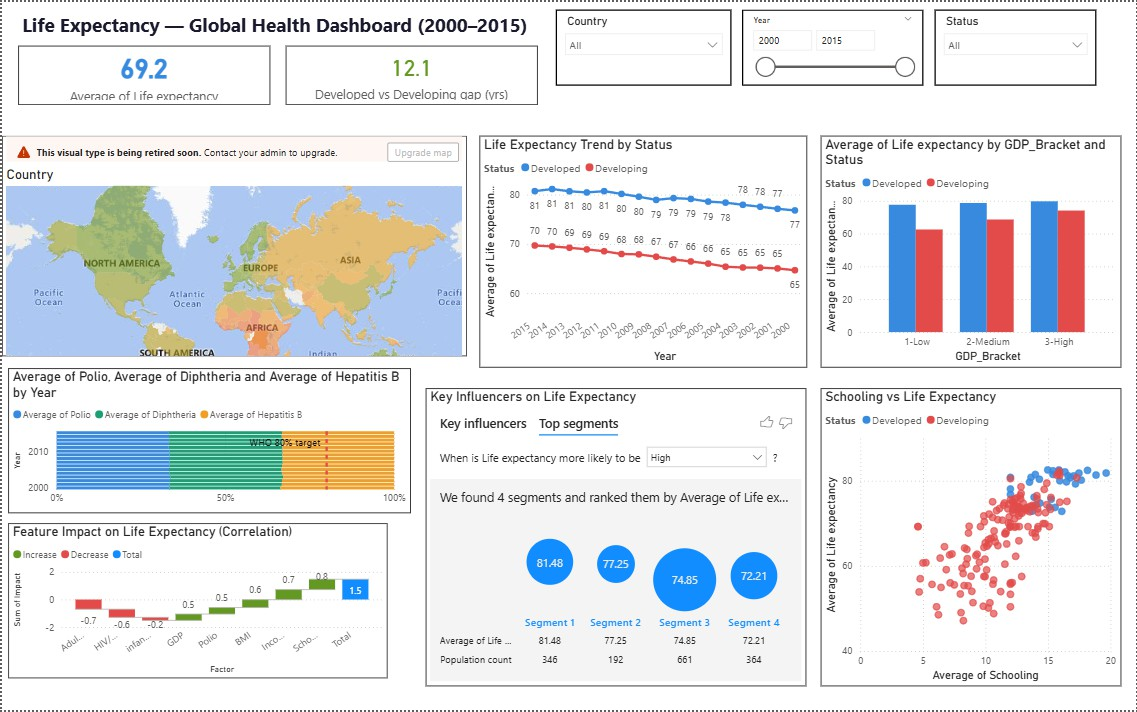 Life Expectancy — Global Health Dashboard (2000–2015)
69.2
Average of Life expectancy
12.1
Developed vs Developing gap (yrs)
Country
All
Year
2000
2015
Status
All
This visual type is being retired soon. Contact your admin to upgrade.
Upgrade map
Country
NORTH AMERICA
EUROPE
ASIA
Pacific
Ocean
Atlantic
Ocean
Pacifi
Ocea
AFRICA
SOUTH AMERICA
Indian
Life Expectancy Trend by Status
Status Developed Developing
Average of Life expectan...
80
70
60
81 81 81 81 80 80 79 79 79 79 78 78 78 77 77
70 70 69 69 69 68 68 67 67 66 66 65 65 65 65 65
2015 2014 2013 2012 2011 2010 2009 2008 2007 2006 2005 2004 2003 2002 2001 2000
Year
Average of Life expectancy by GDP_Bracket and
Status
Status Developed Developing
Average of Life expectan...
80
60
40
20
0
1-Low 2-Medium 3-High
GDP_Bracket
Average of Polio, Average of Diphtheria and Average of Hepatitis B
by Year
Average of Polio Average of Diphtheria Average of Hepatitis B
Year
2010
2000
WHO 80% target
0% 50% 100%
Feature Impact on Life Expectancy (Correlation)
Increase Decrease Total
Sum of Impact
2
0
-2
-0.7 -0.6 -0.2 0.5 0.5 0.6 0.7 0.8 1.5
Adul... HIV/... infan... GDP Polio BMI Inco... Scho... Total
Factor
Key Influencers on Life Expectancy
Key influencers Top segments
When is Life expectancy more likely to be High ?
We found 4 segments and ranked them by Average of Life ex...
81.48 77.25 74.85 72.21
Segment 1 Segment 2 Segment 3 Segment 4
Average of Life ... 81.48 77.25 74.85 72.21
Population count 346 192 661 364
Schooling vs Life Expectancy
Status Developed Developing
Average of Life expectancy
80
60
40
0 5 10 15 20
Average of Schooling